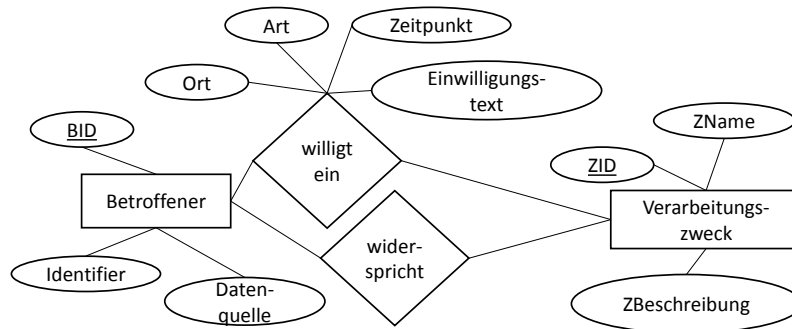 Art
Zeitpunkt
Ort
Einwilligungs-
text
BID
willigt
ein
ZName
ZID
Betroffener
Verarbeitungs-
zweck
wider-
spricht
Identifier
Daten-
quelle
ZBeschreibung